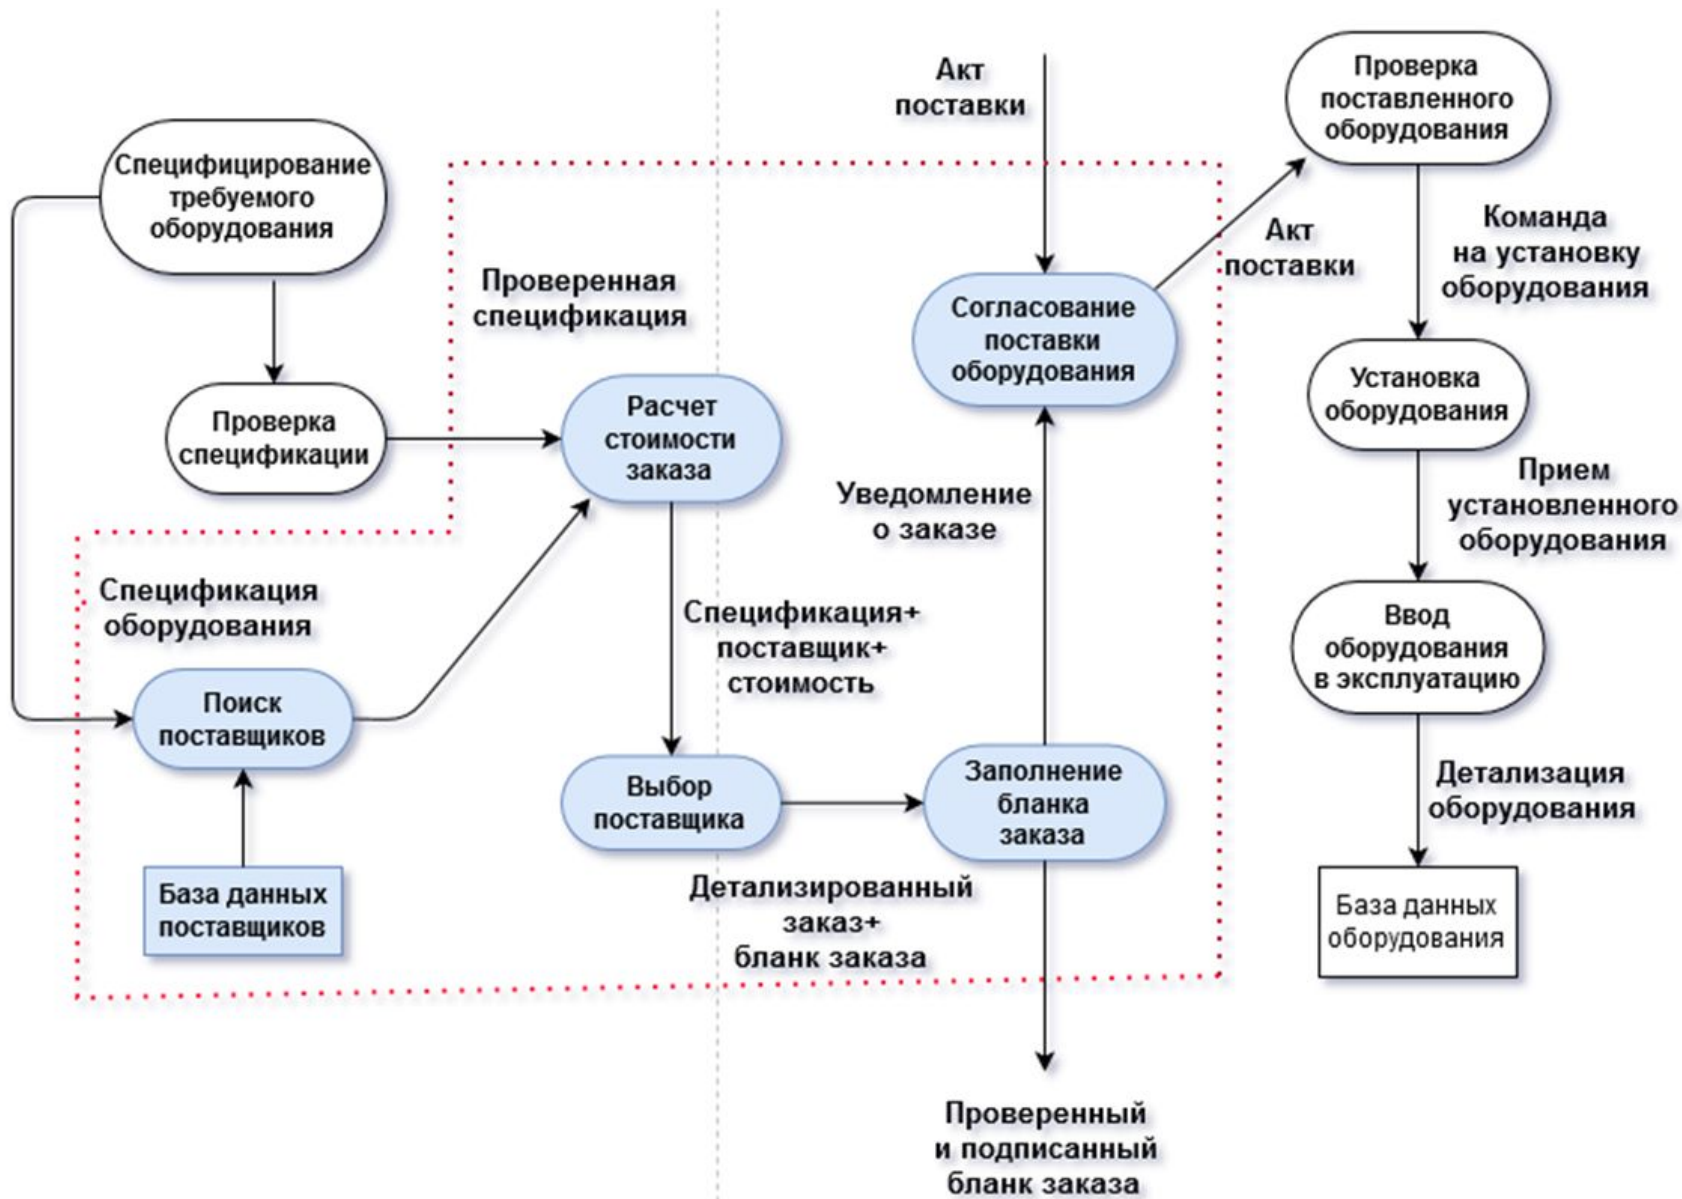 Специфицирование
требуемого
оборудования
Проверка
спецификации
Проверенная
спецификация
Расчет
стоимости
заказа
Спецификация
оборудования
Поиск
поставщиков
База данных
поставщиков
Спецификация+
поставщик+
стоимость
Выбор
поставщика
Детализированный
заказ+
бланк заказа
Заполнение
бланка
заказа
Проверенный
и подписанный
бланк заказа
Уведомление
о заказе
Акт
поставки
Согласование
поставки
оборудования
Акт
поставки
Проверка
поставленного
оборудования
Команда
на установку
оборудования
Установка
оборудования
Прием
установленного
оборудования
Ввод
оборудования
в эксплуатацию
Детализация
оборудования
База данных
оборудования